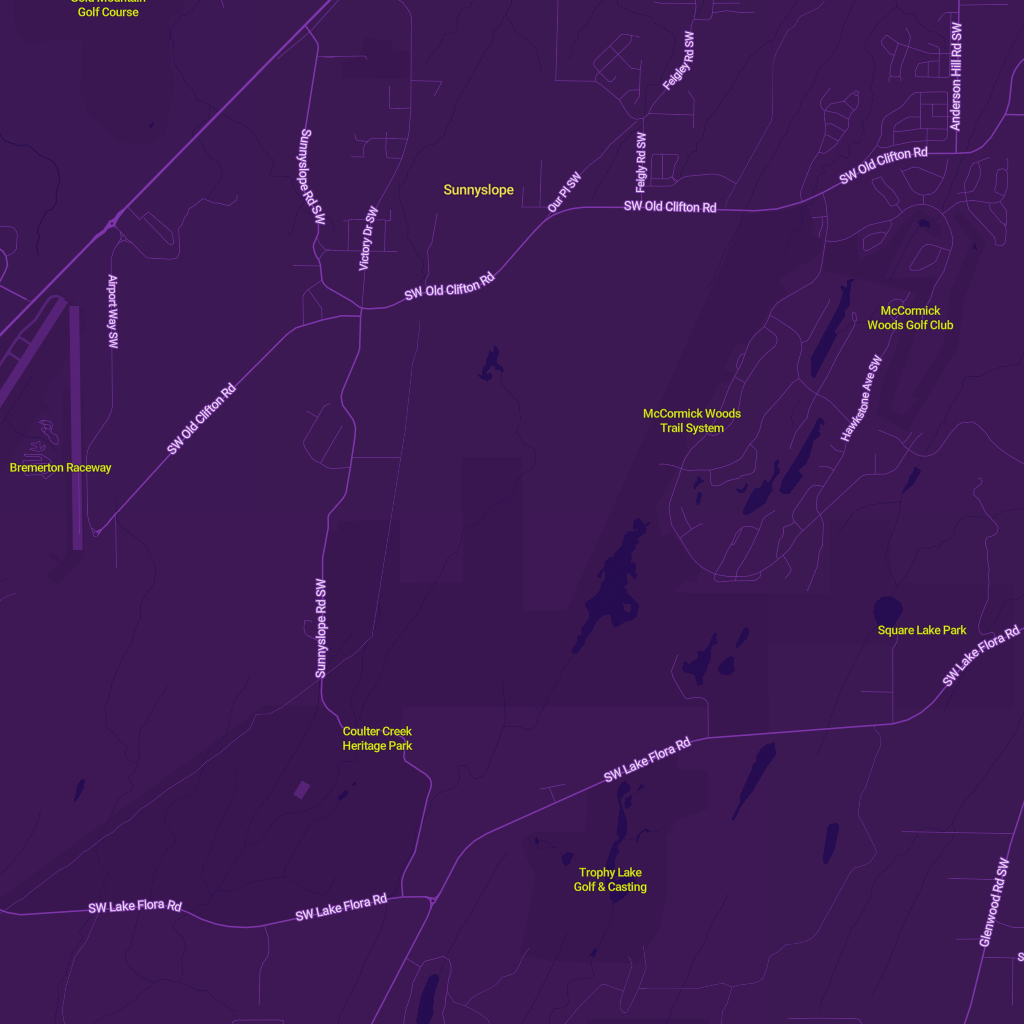 Gold Mountain
Golf Course
Feigley Rd SW
Anderson Hill Rd SW
Sunnyslope Rd SW
Feigly Rd SW
SW Old Clifton Rd
Sunnyslope
Our Pl SW
SW Old Clifton Rd
Victory Dr SW
Airport Way SW
SW Old Clifton Rd
McCormick
Woods Golf Club
Hawkstone Ave SW
SW Old Clifton Rd
McCormick Woods
Trail System
Bremerton Raceway
Sunnyslope Rd SW
Square Lake Park
SW Lake Flora Rd
Coulter Creek
Heritage Park
SW Lake Flora Rd
Trophy Lake
Golf & Casting
Glenwood Rd SW
SW Lake Flora Rd
SW Lake Flora Rd